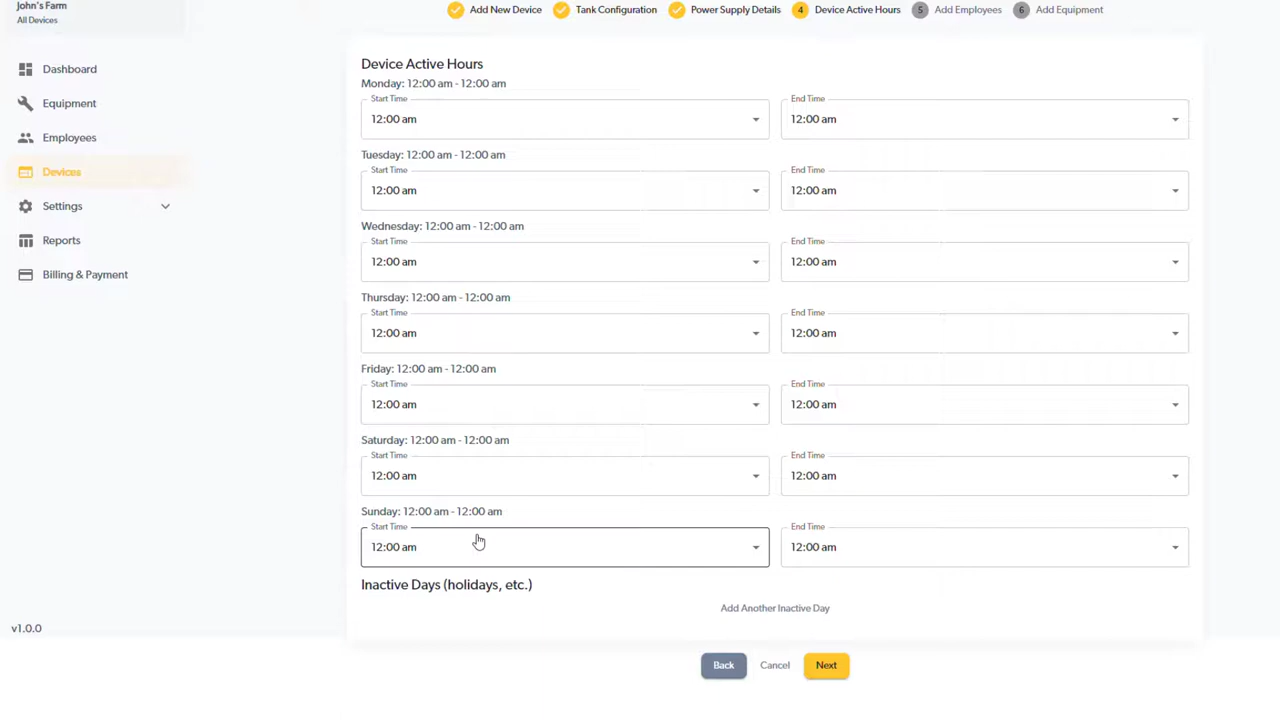 John's Farm
All Devices
Add New Device
Tank Configuration
Power Supply Details
4 Device Active Hours
5 Add Employees
6 Add Equipment
Dashboard
Equipment
Employees
Devices
Settings
Reports
Billing & Payment
v1.0.0
Device Active Hours
Monday: 12:00 am - 12:00 am
Start Time
12:00 am
End Time
12:00 am
Tuesday: 12:00 am - 12:00 am
Start Time
12:00 am
End Time
12:00 am
Wednesday: 12:00 am - 12:00 am
Start Time
12:00 am
End Time
12:00 am
Thursday: 12:00 am - 12:00 am
Start Time
12:00 am
End Time
12:00 am
Friday: 12:00 am - 12:00 am
Start Time
12:00 am
End Time
12:00 am
Saturday: 12:00 am - 12:00 am
Start Time
12:00 am
End Time
12:00 am
Sunday: 12:00 am - 12:00 am
Start Time
12:00 am
End Time
12:00 am
Inactive Days (holidays, etc.)
Add Another Inactive Day
Back
Cancel
Next